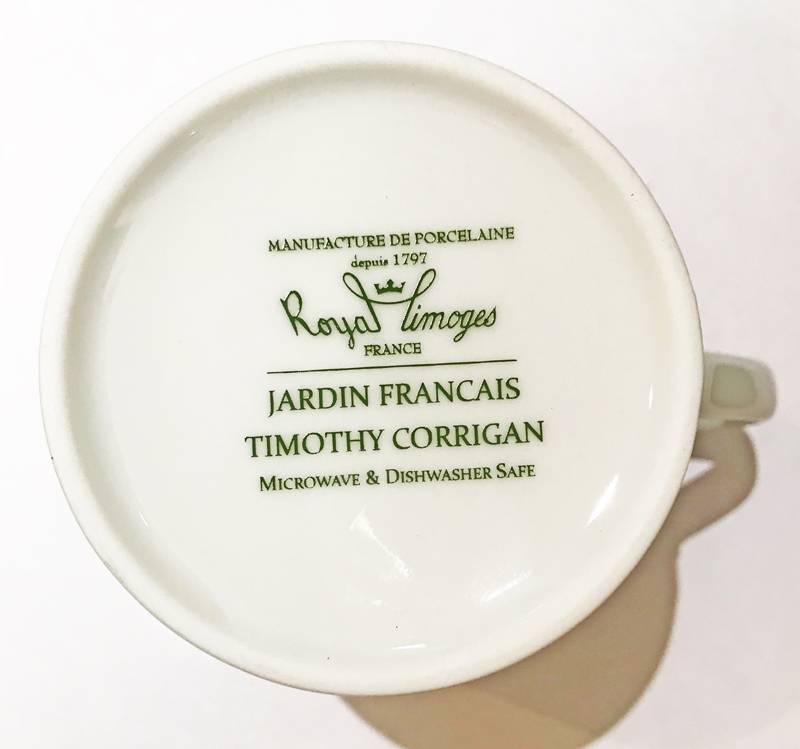 MANUFACTURE DE PORCELAINE
depuis 1797
Royal Limoges
FRANCE
JARDIN FRANCAIS
TIMOTHY CORRIGAN
MICROWAVE & DISHWASHER SAFE